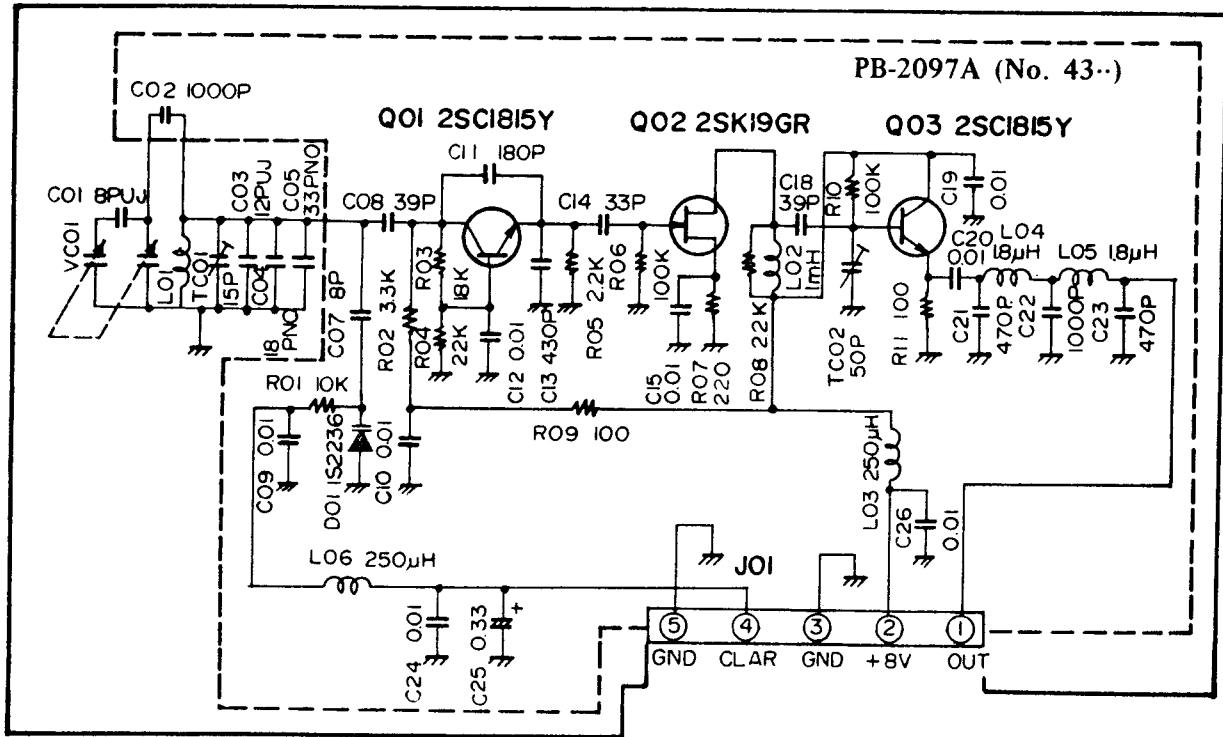 PB-2097A (No. 43··)
C02 1000P
Q01 2SC1815Y
Q02 2SK19GR
Q03 2SC1815Y
C11 180P
C01 8PUJ
C03 12PUJ
C05 33PNO
C08 39P
C14 33P
C18 39P
R10 100K
C19 0.01
VC01
L01
TC01 15P
C04 18PNO
C07 8P
R02 3.3K
R03 18K
R04 22K
C12 0.01
C13 430P
R05 2.2K
R06 100K
C15 0.01
R07 220
R08 22K
L02 1mH
TC02 50P
R11 100
C20 0.01
L04 1.8μH
L05 1.8μH
C21 470P
C22 1000P
C23 470P
R01 10K
C09 0.01
D01 1S2236
C10 0.01
R09 100
L03 250μH
C26 0.01
L06 250μH
J01
C24 0.01
C25 0.33
+
5 4 3 2 1
GND CLAR GND +8V OUT